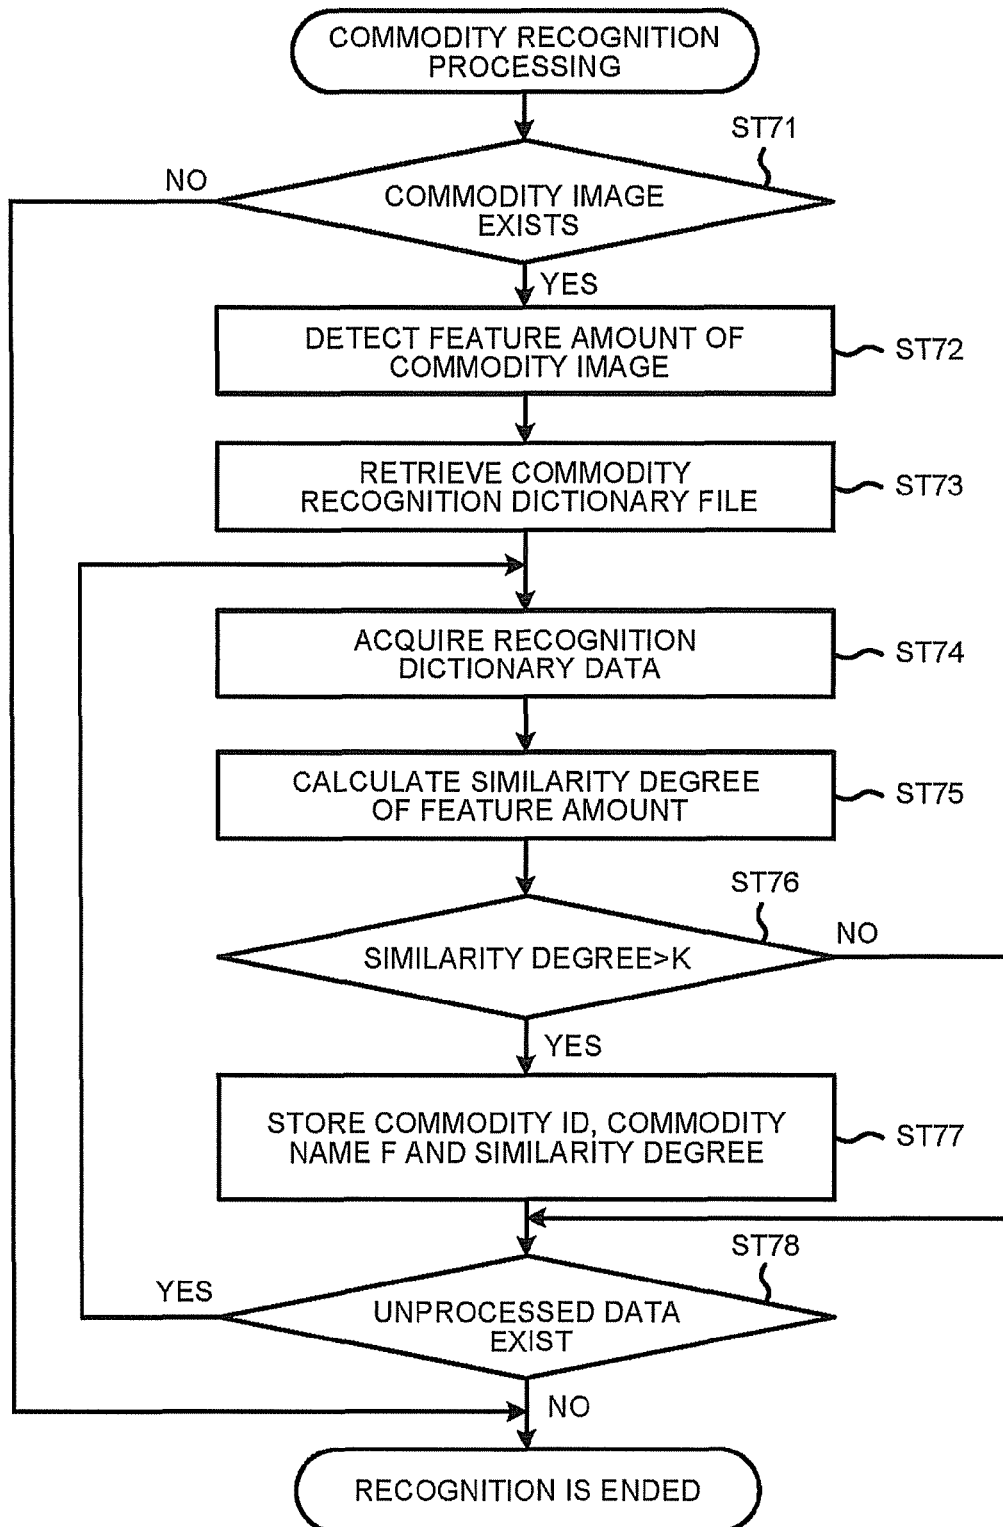 COMMODITY RECOGNITION
PROCESSING
ST71
NO
COMMODITY IMAGE
EXISTS
YES
DETECT FEATURE AMOUNT OF
COMMODITY IMAGE
ST72
RETRIEVE COMMODITY
RECOGNITION DICTIONARY FILE
ST73
ACQUIRE RECOGNITION
DICTIONARY DATA
ST74
CALCULATE SIMILARITY DEGREE
OF FEATURE AMOUNT
ST75
ST76
NO
SIMILARITY DEGREE>K
YES
STORE COMMODITY ID, COMMODITY
NAME F AND SIMILARITY DEGREE
ST77
ST78
YES
UNPROCESSED DATA
EXIST
NO
RECOGNITION IS ENDED